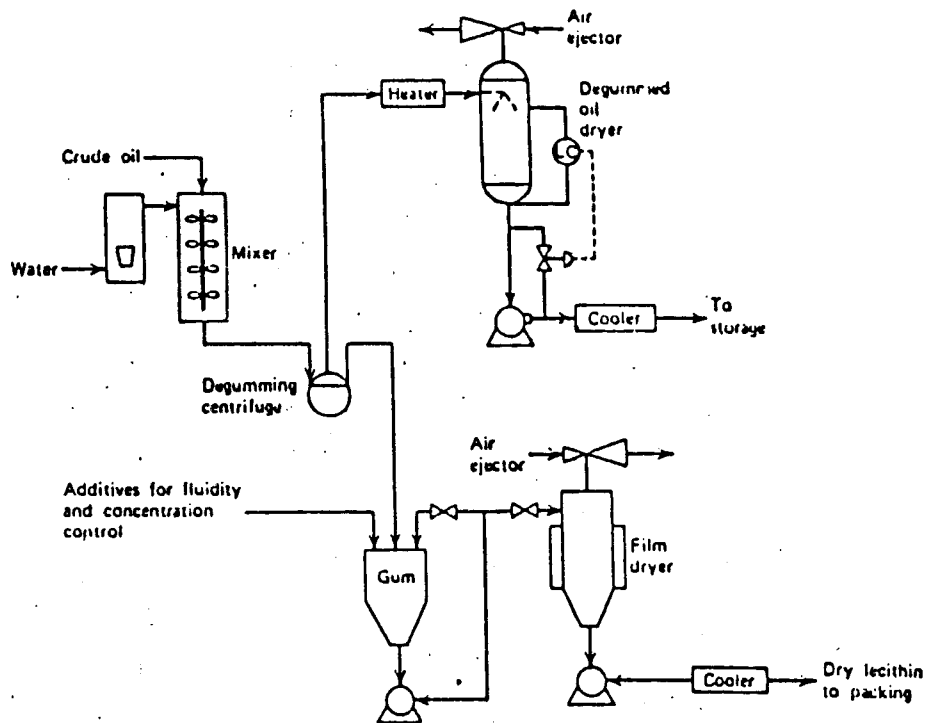 Air
ejector
Heater
Degummed
oil
dryer
LC
Crude oil
Mixer
Water
Cooler
To
storage
Degumming
centrifuge
Air
ejector
Additives for fluidity
and concentration
control
Gum
Film
dryer
Cooler
Dry lecithin
to packing